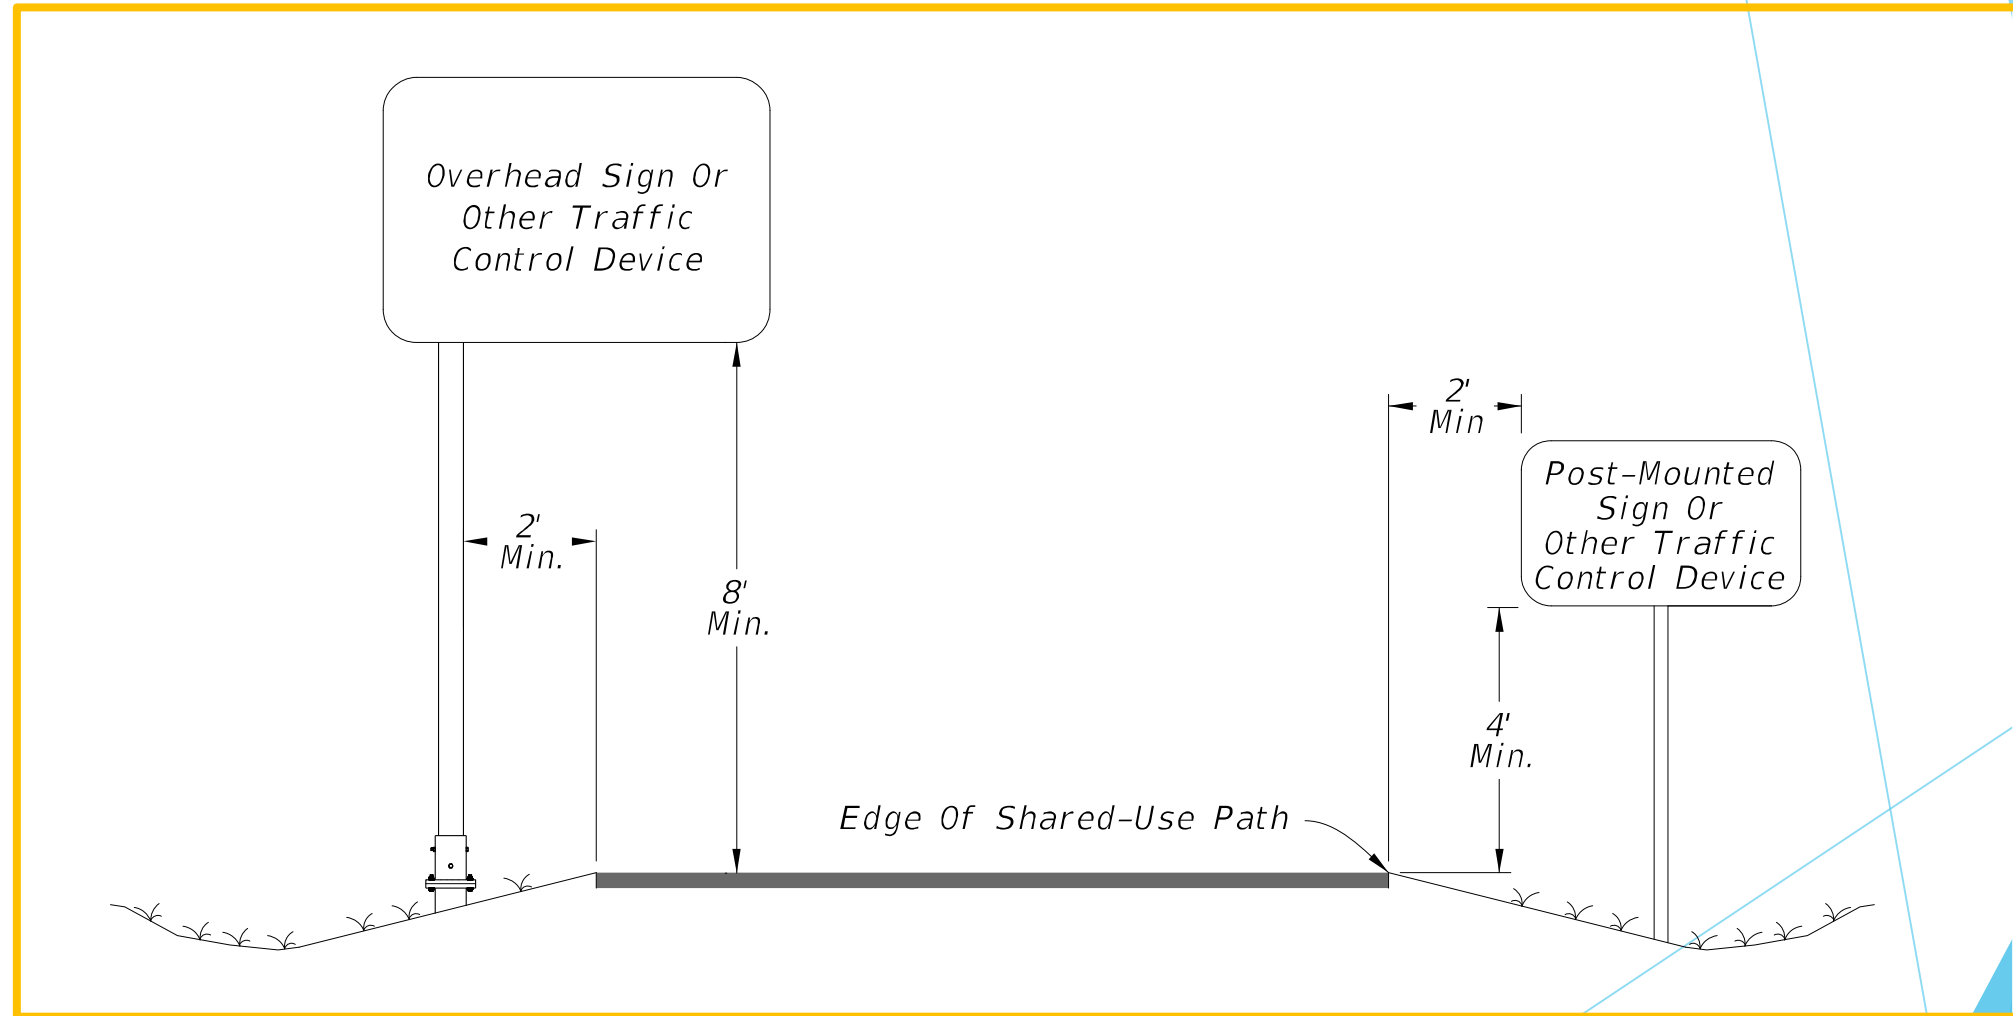 Overhead Sign Or
Other Traffic
Control Device
2'
Min.
8'
Min.
2'
Min
Post-Mounted
Sign Or
Other Traffic
Control Device
4'
Min.
Edge Of Shared-Use Path